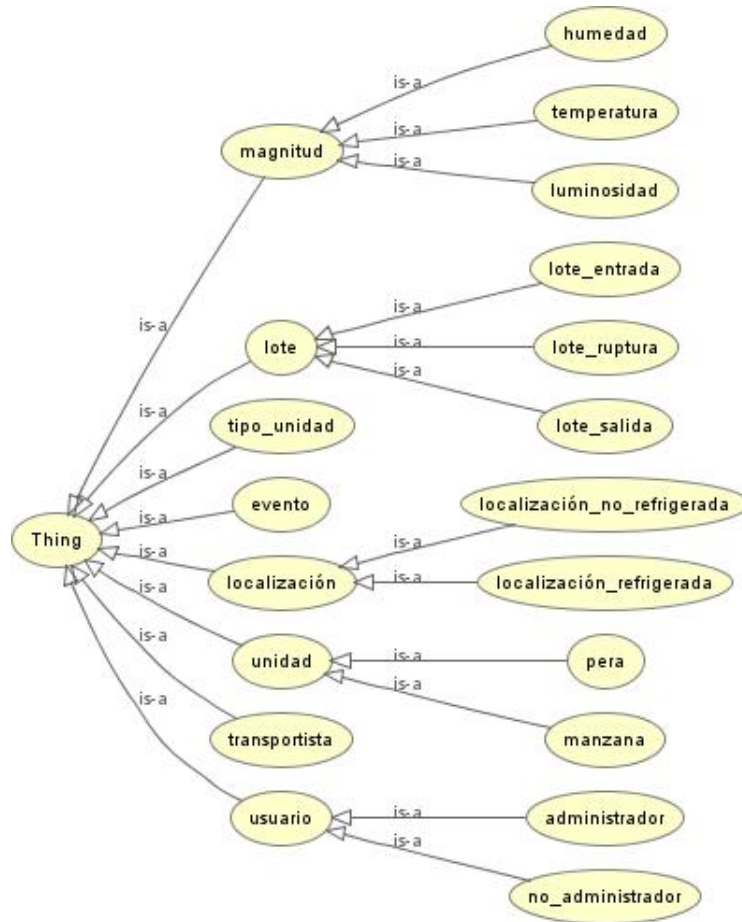 humedad
is-a
temperatura
is-a
magnitud
is-a
luminosidad
lote_entrada
is-a
is-a
lote
is-a
lote_ruptura
is-a
is-a
lote_salida
tipo_unidad
is-a
evento
localización_no_refrigerada
is-a
Thing
is-a
is-a
localización
is-a
localización_refrigerada
is-a
unidad
is-a
pera
is-a
is-a
transportista
manzana
is-a
usuario
is-a
administrador
is-a
no_administrador